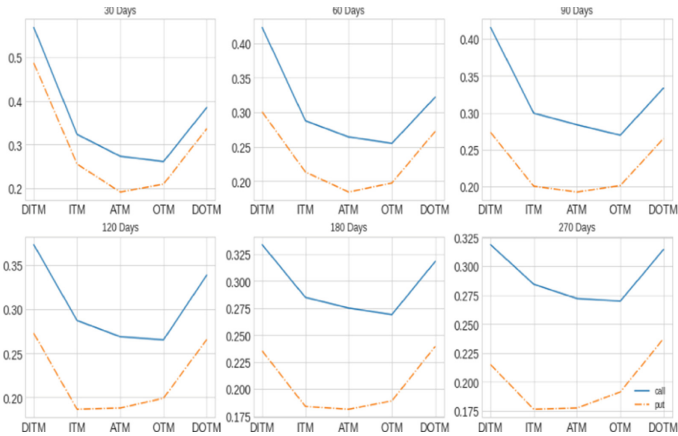 30 Days
60 Days
90 Days
0.5
0.4
0.3
0.2
DITM ITM ATM OTM DOTM
0.40
0.35
0.30
0.25
0.20
DITM ITM ATM OTM DOTM
0.40
0.35
0.30
0.25
0.20
DITM ITM ATM OTM DOTM
120 Days
180 Days
270 Days
0.35
0.30
0.25
0.20
DITM ITM ATM OTM DOTM
0.325
0.300
0.275
0.250
0.225
0.200
0.175
DITM ITM ATM OTM DOTM
0.325
0.300
0.275
0.250
0.225
0.200
0.175
call
put
DITM ITM ATM OTM DOTM